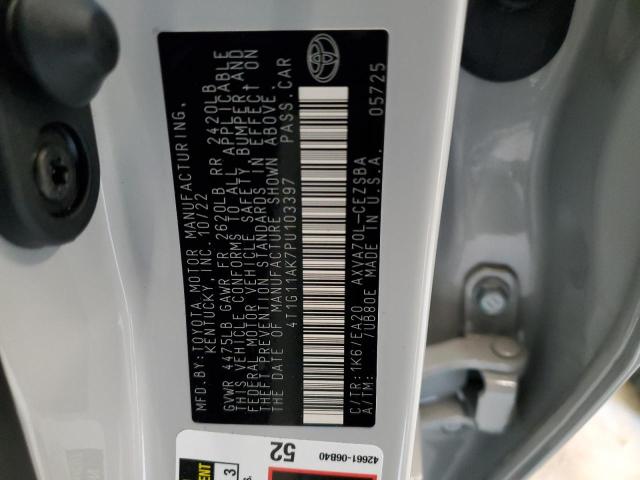 MFD.BY:TOYOTA MOTOR MANUFACTURING,
KENTUCKY, INC. 10/22
GVWR 4475LB GAWR FR 2620LB RR 2420LB
THIS VEHICLE CONFORMS TO ALL APPLICABLE
FEDERAL MOTOR VEHICLE SAFETY, BUMPER, AND
THEFT PREVENTION STANDARDS IN EFFECT ON
THE DATE OF MANUFACTURE SHOWN ABOVE.
4T1G11AK7PU103397 PASS.CAR
C/TR:1K6/EA20 AXVA70L-CEZSBA
A/TM: /UB80E MADE IN U.S.A. 05725
42661-06B40
52
3